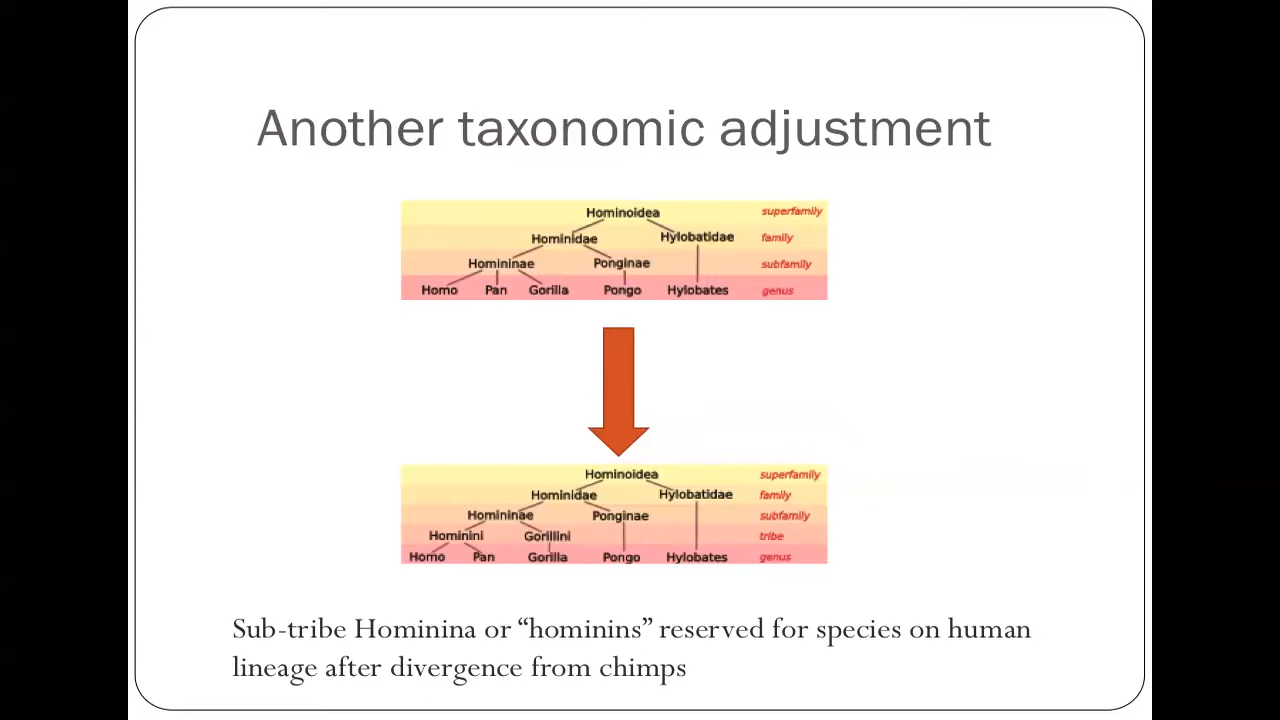 Another taxonomic adjustment
Hominoidea superfamily
Hominidae Hylobatidae family
Homininae Ponginae subfamily
Homo Pan Gorilla Pongo Hylobates genus
Hominoidea superfamily
Hominidae Hylobatidae family
Homininae Ponginae subfamily
Hominini Gorillini tribe
Homo Pan Gorilla Pongo Hylobates genus
Sub-tribe Hominina or “hominins” reserved for species on human
lineage after divergence from chimps